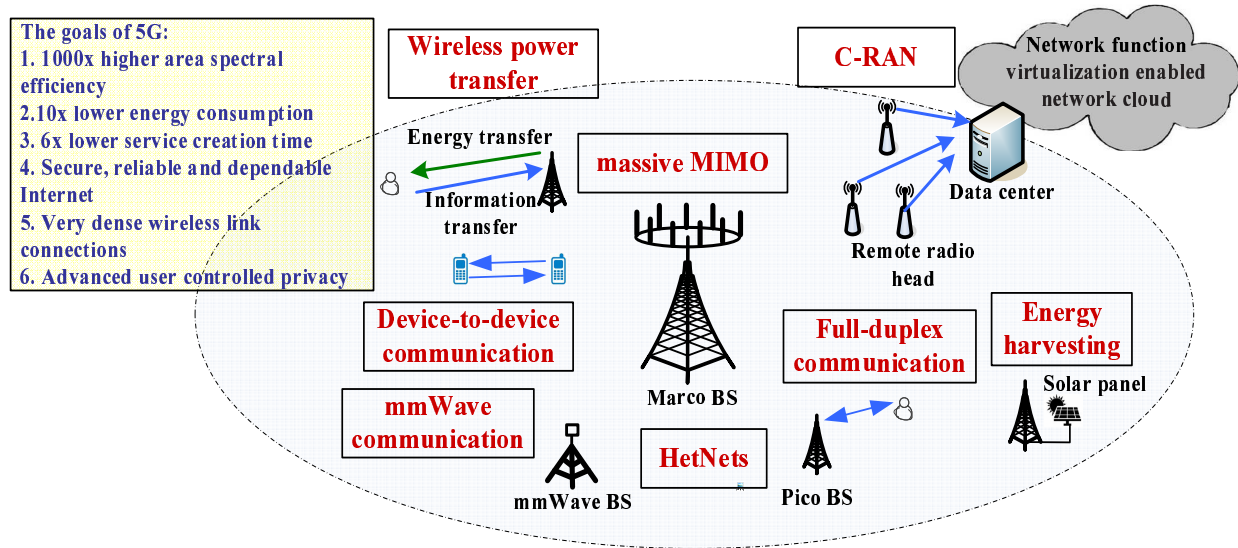 The goals of 5G:
1. 1000x higher area spectral
efficiency
2.10x lower energy consumption
3. 6x lower service creation time
4. Secure, reliable and dependable
Internet
5. Very dense wireless link
connections
6. Advanced user controlled privacy
Wireless power
transfer
C-RAN
Network function
virtualization enabled
network cloud
Energy transfer
Information
transfer
massive MIMO
Data center
Remote radio
head
Device-to-device
communication
Marco BS
Full-duplex
communication
Energy
harvesting
Solar panel
mmWave
communication
mmWave BS
HetNets
Pico BS